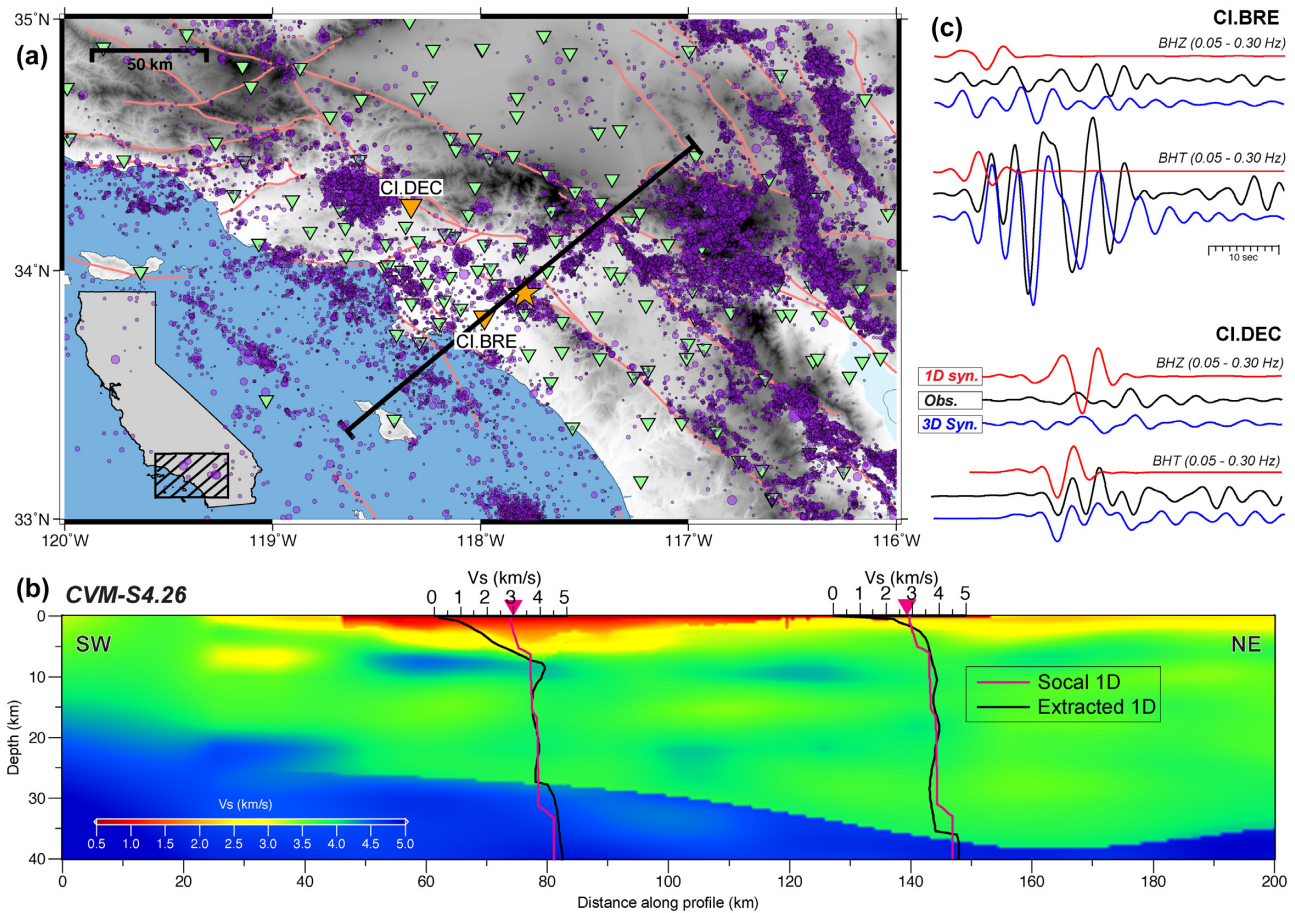 (a)
35°N
50 km
CI.DEC
34°N
CI.BRE
33°N
120°W
119°W
118°W
117°W
116°W
(c)
CI.BRE
BHZ (0.05 - 0.30 Hz)
BHT (0.05 - 0.30 Hz)
10 sec
CI.DEC
BHZ (0.05 - 0.30 Hz)
1D syn.
Obs.
3D Syn.
BHT (0.05 - 0.30 Hz)
(b)
CVM-S4.26
Vs (km/s)
0 1 2 3 4 5
Vs (km/s)
0 1 2 3 4 5
SW
NE
Socal 1D
Extracted 1D
Depth (km)
0
10
20
30
40
Vs (km/s)
0.5 1.0 1.5 2.0 2.5 3.0 3.5 4.0 4.5 5.0
0 20 40 60 80 100 120 140 160 180 200
Distance along profile (km)